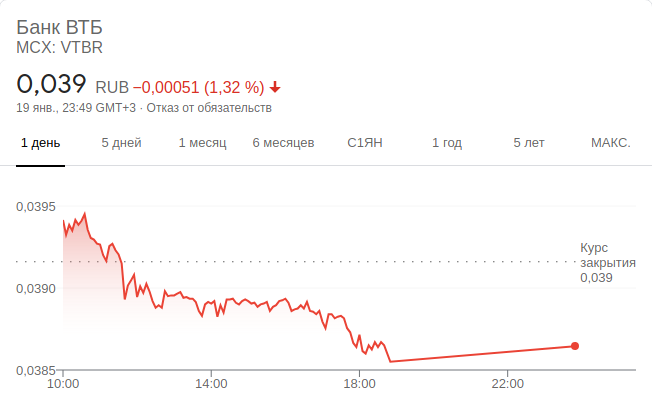 Банк ВТБ
MCX: VTBR
0,039 RUB −0,00051 (1,32 %)
19 янв., 23:49 GMT+3 · Отказ от обязательств
1 день 5 дней 1 месяц 6 месяцев С1ЯН 1 год 5 лет МАКС.
0,0395
Курс
закрытия
0,039
0,0390
0,0385
10:00 14:00 18:00 22:00